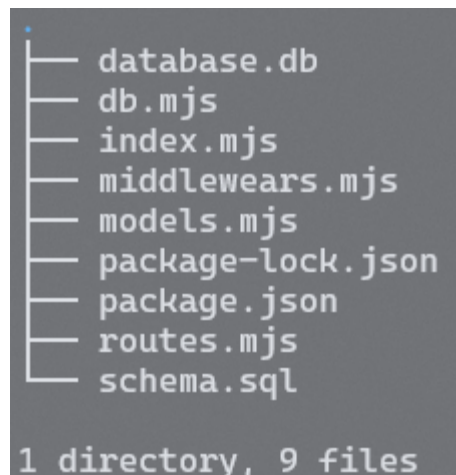 .
├── database.db
├── db.mjs
├── index.mjs
├── middlewears.mjs
├── models.mjs
├── package-lock.json
├── package.json
├── routes.mjs
└── schema.sql
1 directory, 9 files